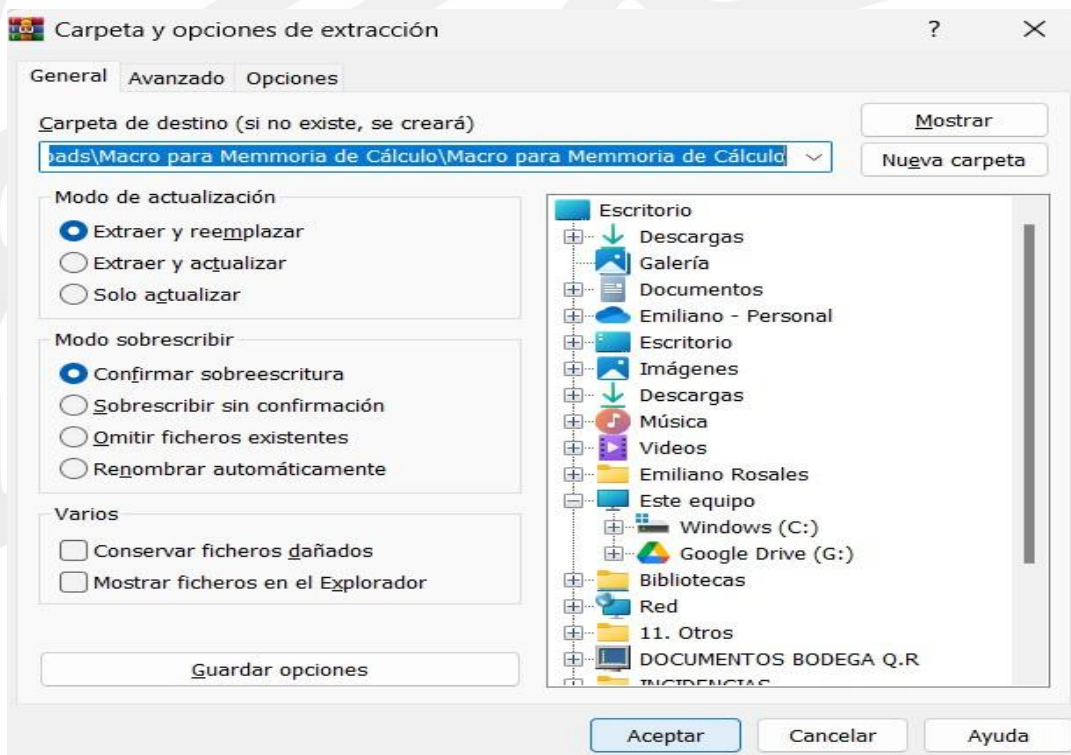 Carpeta y opciones de extracción
?
General Avanzado Opciones
Carpeta de destino (si no existe, se creará)
Mostrar
oads\Macro para Memmoria de Cálculo\Macro para Memmoria de Cálculo
Nueva carpeta
Modo de actualización
Extraer y reemplazar
Extraer y actualizar
Solo actualizar
Modo sobrescribir
Confirmar sobreescritura
Sobrescribir sin confirmación
Omitir ficheros existentes
Renombrar automáticamente
Varios
Conservar ficheros dañados
Mostrar ficheros en el Explorador
Guardar opciones
Escritorio
Descargas
Galería
Documentos
Emiliano - Personal
Escritorio
Imágenes
Descargas
Música
Videos
Emiliano Rosales
Este equipo
Windows (C:)
Google Drive (G:)
Bibliotecas
Red
11. Otros
DOCUMENTOS BODEGA Q.R
INCIDENCIAS
Aceptar
Cancelar
Ayuda